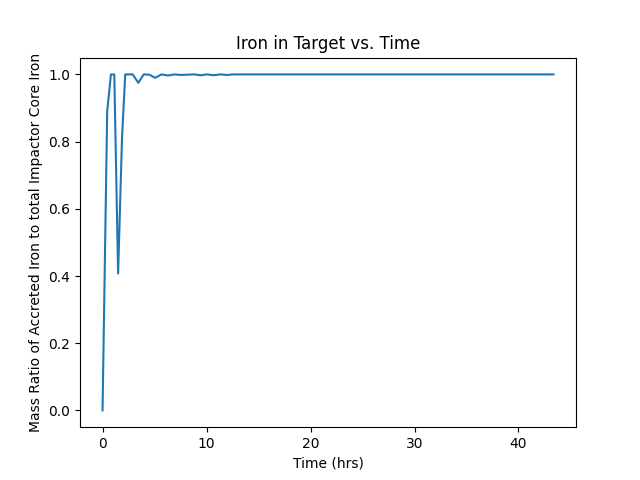 Iron in Target vs. Time
Mass Ratio of Accreted Iron to total Impactor Core Iron
1.0
0.8
0.6
0.4
0.2
0.0
0 10 20 30 40
Time (hrs)